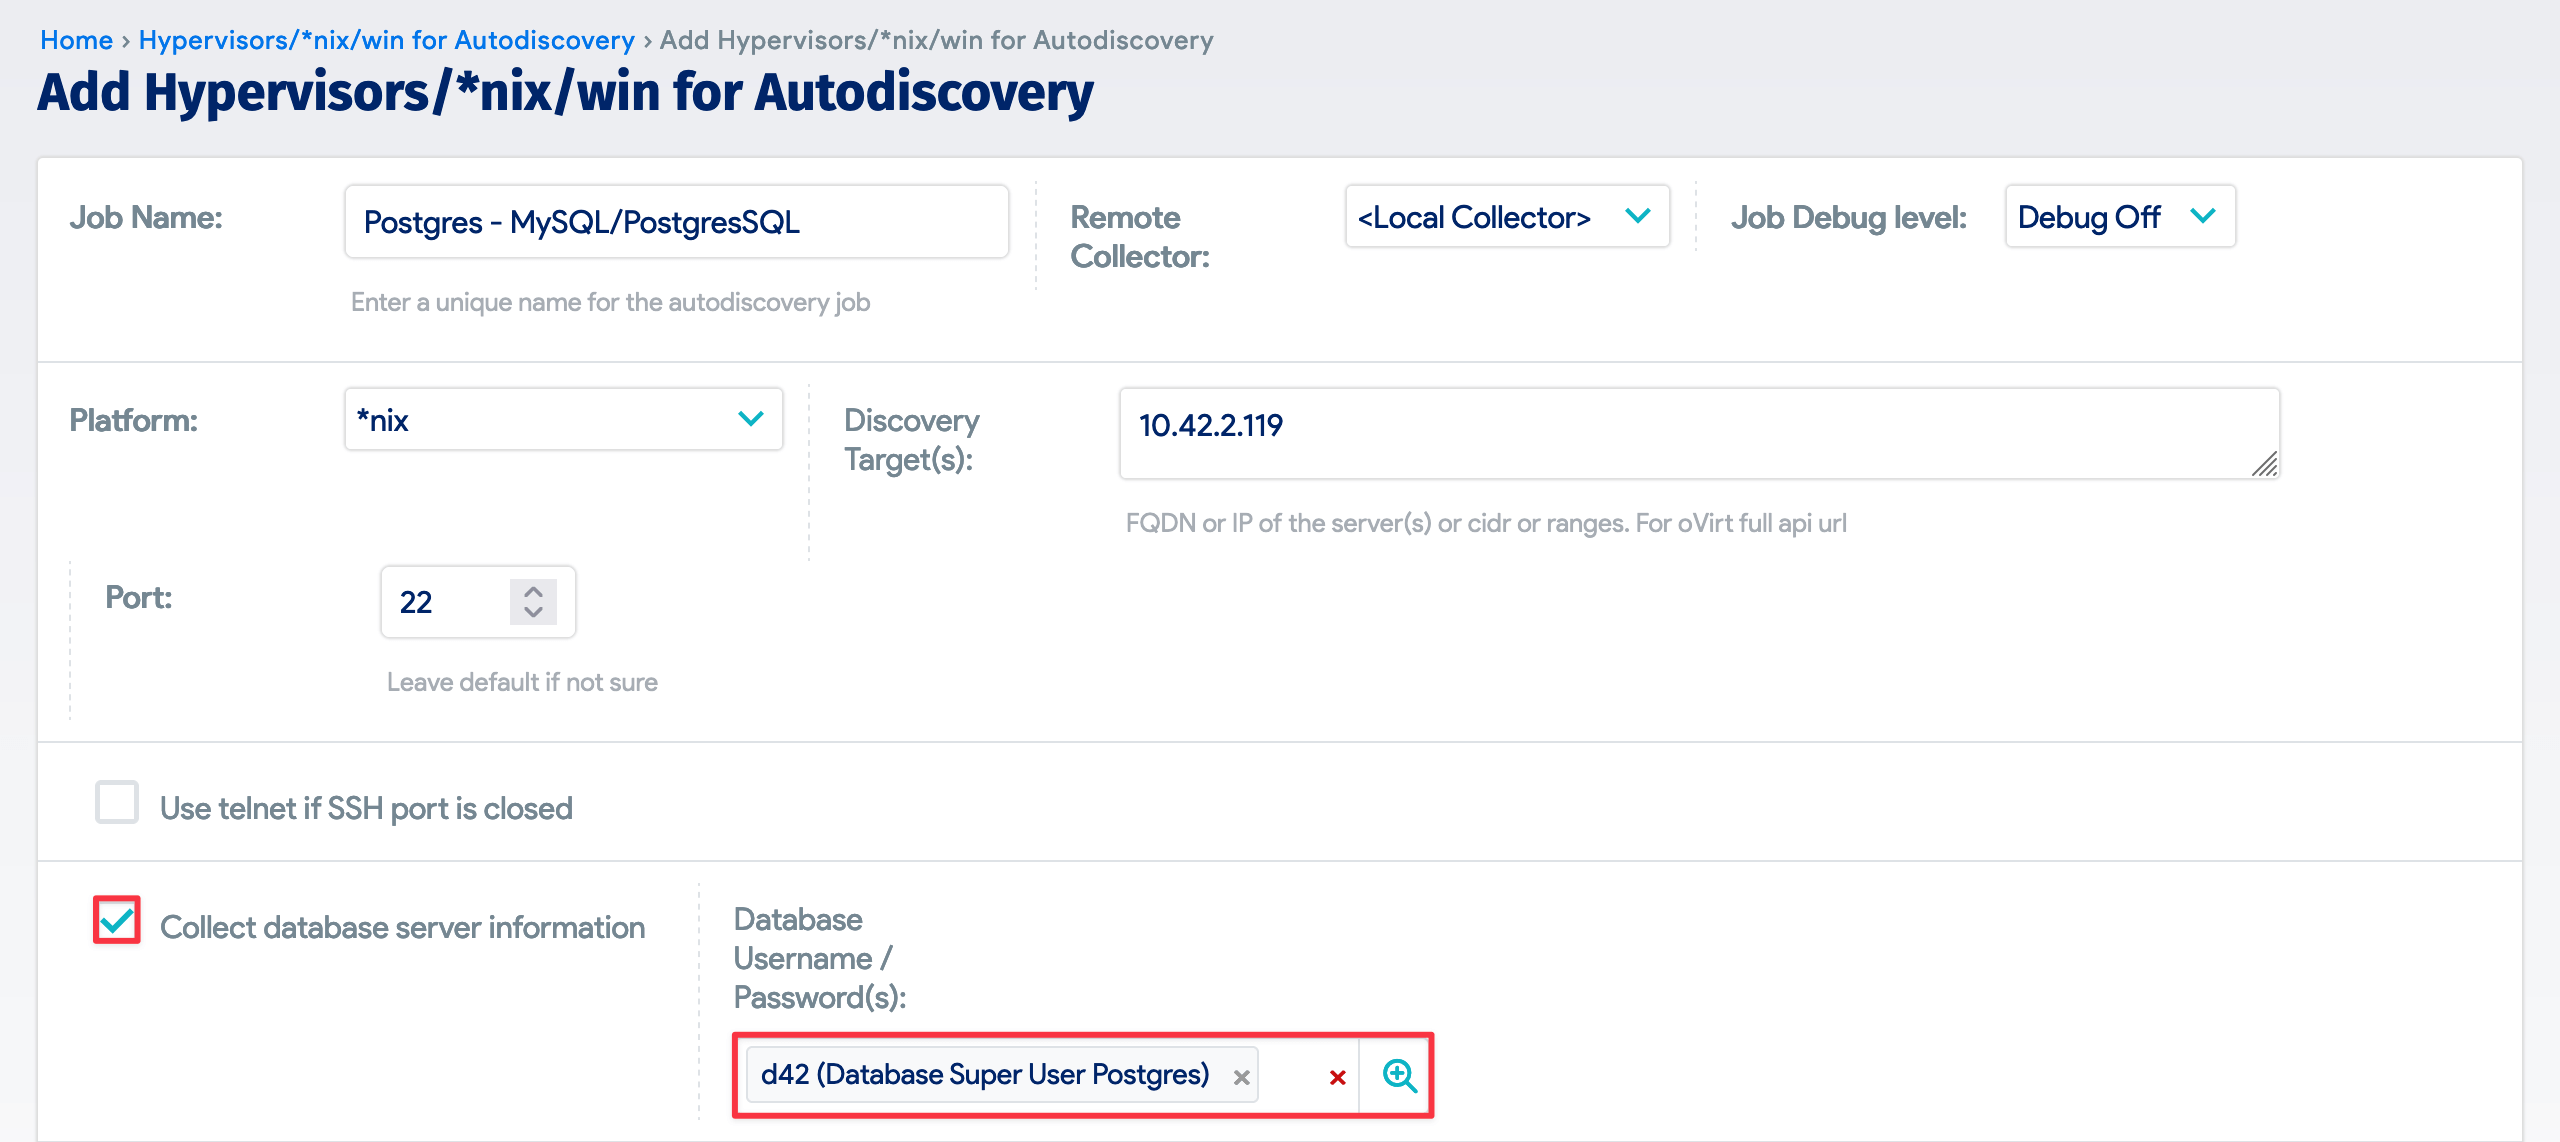 Home › Hypervisors/*nix/win for Autodiscovery › Add Hypervisors/*nix/win for Autodiscovery
Add Hypervisors/*nix/win for Autodiscovery
Job Name:
Postgres - MySQL/PostgresSQL
Enter a unique name for the autodiscovery job
Remote
Collector:
<Local Collector>
Job Debug level:
Debug Off
Platform:
*nix
Discovery
Target(s):
10.42.2.119
FQDN or IP of the server(s) or cidr or ranges. For oVirt full api url
Port:
22
Leave default if not sure
Use telnet if SSH port is closed
Collect database server information
Database
Username /
Password(s):
d42 (Database Super User Postgres)